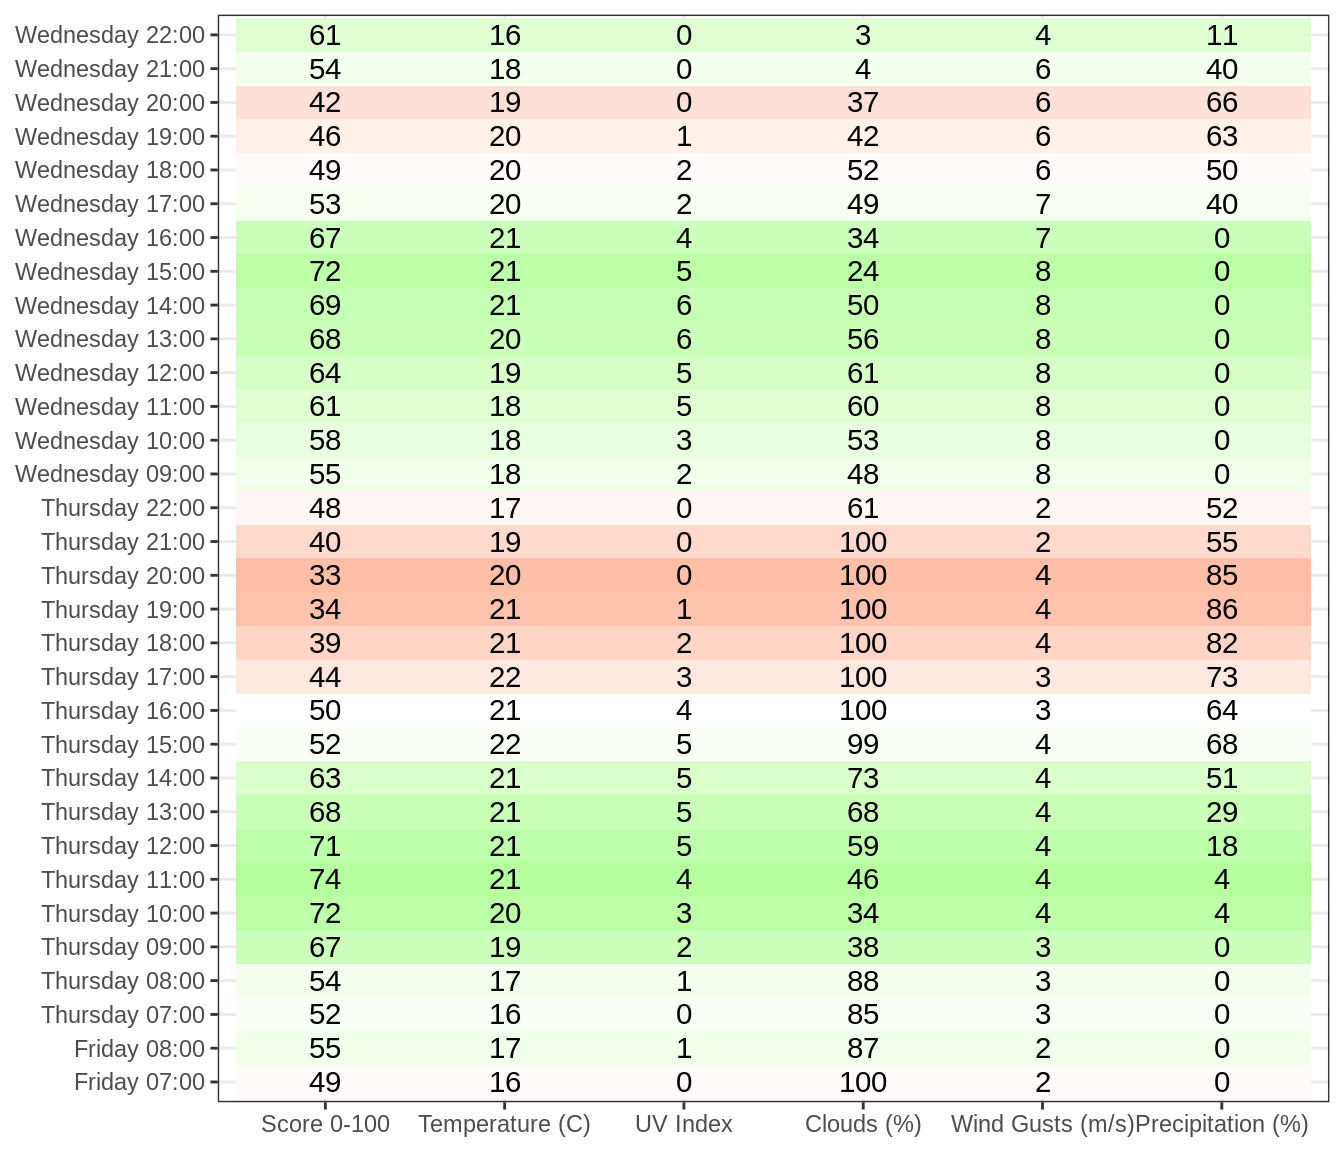 Wednesday 22:00 61 16 0 3 4 11
Wednesday 21:00 54 18 0 4 6 40
Wednesday 20:00 42 19 0 37 6 66
Wednesday 19:00 46 20 1 42 6 63
Wednesday 18:00 49 20 2 52 6 50
Wednesday 17:00 53 20 2 49 7 40
Wednesday 16:00 67 21 4 34 7 0
Wednesday 15:00 72 21 5 24 8 0
Wednesday 14:00 69 21 6 50 8 0
Wednesday 13:00 68 20 6 56 8 0
Wednesday 12:00 64 19 5 61 8 0
Wednesday 11:00 61 18 5 60 8 0
Wednesday 10:00 58 18 3 53 8 0
Wednesday 09:00 55 18 2 48 8 0
Thursday 22:00 48 17 0 61 2 52
Thursday 21:00 40 19 0 100 2 55
Thursday 20:00 33 20 0 100 4 85
Thursday 19:00 34 21 1 100 4 86
Thursday 18:00 39 21 2 100 4 82
Thursday 17:00 44 22 3 100 3 73
Thursday 16:00 50 21 4 100 3 64
Thursday 15:00 52 22 5 99 4 68
Thursday 14:00 63 21 5 73 4 51
Thursday 13:00 68 21 5 68 4 29
Thursday 12:00 71 21 5 59 4 18
Thursday 11:00 74 21 4 46 4 4
Thursday 10:00 72 20 3 34 4 4
Thursday 09:00 67 19 2 38 3 0
Thursday 08:00 54 17 1 88 3 0
Thursday 07:00 52 16 0 85 3 0
Friday 08:00 55 17 1 87 2 0
Friday 07:00 49 16 0 100 2 0
Score 0-100 Temperature (C) UV Index Clouds (%) Wind Gusts (m/s) Precipitation (%)